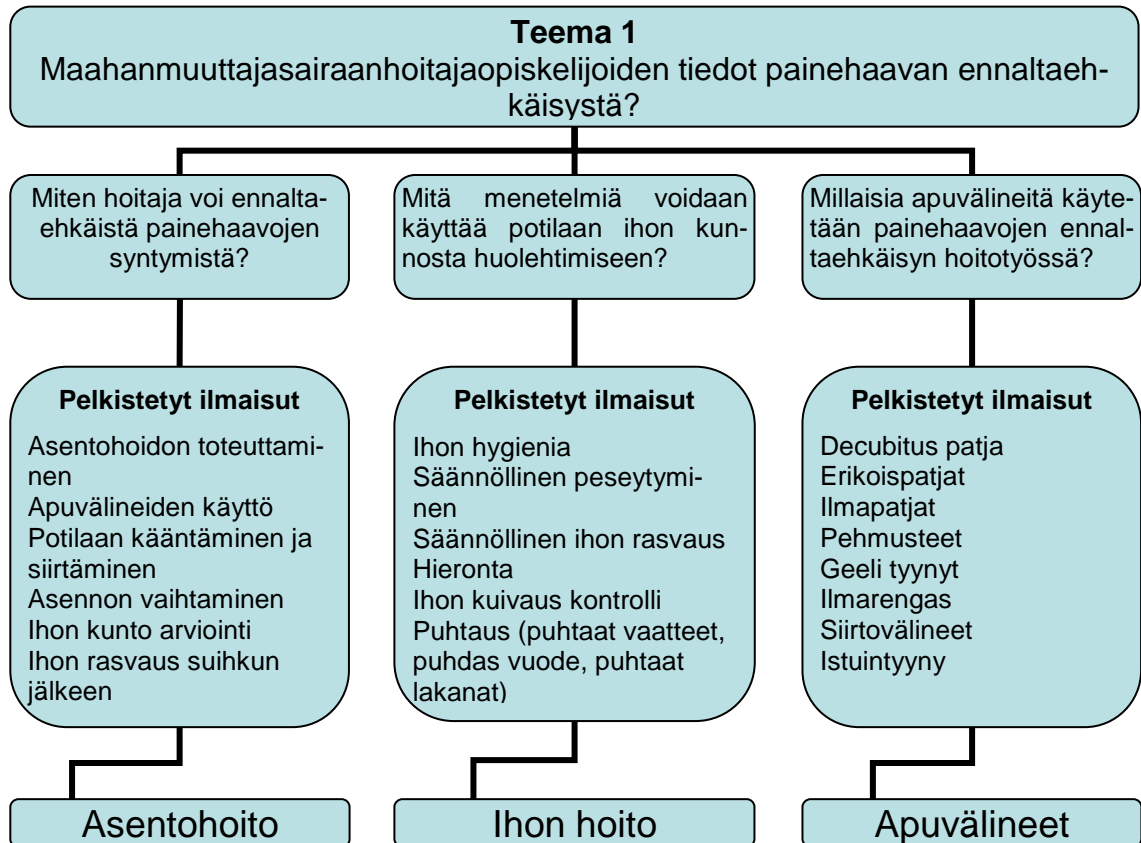 Teema 1
Maahanmuuttajasairaanhoitajaopiskelijoiden tiedot painehaavan ennaltaeh-
käisystä?
Miten hoitaja voi ennalta-
ehkäistä painehaavojen
syntymistä?
Mitä menetelmiä voidaan
käyttää potilaan ihon kun-
nosta huolehtimiseen?
Millaisia apuvälineitä käyte-
tään painehaavojen ennal-
taehkäisyn hoitotyössä?
Pelkistetyt ilmaisut
Asentohoidon toteuttami-
nen
Apuvälineiden käyttö
Potilaan kääntäminen ja
siirtäminen
Asennon vaihtaminen
Ihon kunto arviointi
Ihon rasvaus suihkun
jälkeen
Pelkistetyt ilmaisut
Ihon hygienia
Säännöllinen peseytymi-
nen
Säännöllinen ihon rasvaus
Hieronta
Ihon kuivaus kontrolli
Puhtaus (puhtaat vaatteet,
puhdas vuode, puhtaat
lakanat)
Pelkistetyt ilmaisut
Decubitus patja
Erikoispatjat
Ilmapatjat
Pehmusteet
Geeli tyynyt
Ilmarengas
Siirtovälineet
Istuintyyny
Asentohoito
Ihon hoito
Apuvälineet